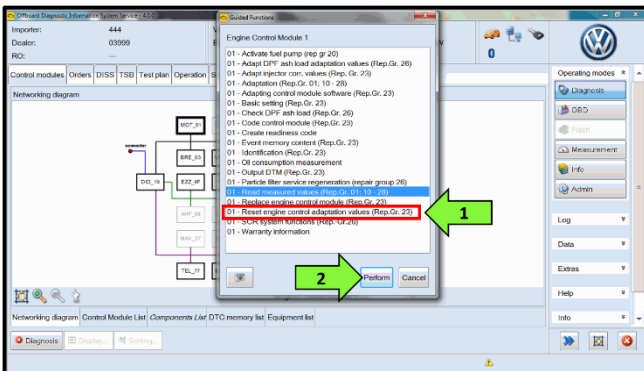 Offboard Diagnostic Information System Service - 4.0.0
Importer: 444
Dealer: 03999
RO: ---
Control modules Orders DISS TSB Test plan Operation
Networking diagram
MOT_01
connector
BRE_03
DIO_19
EZZ_4F
NAV_37
TEL_77
Networking diagram Control Module List Components List DTC memory list Equipment list
Diagnosis Display... Sorting...
Guided Functions
Engine Control Module 1
01 - Activate fuel pump (rep gr 20)
01 - Adapt DPF ash load adaptation values (Rep.Gr. 26)
01 - Adapt injector corr. values (Rep. Gr. 23)
01 - Adaptation (Rep.Gr. 01; 10 - 28)
01 - Adapting control module software (Rep.Gr. 23)
01 - Basic setting (Rep.Gr. 23)
01 - Check DPF ash load (Rep.Gr. 26)
01 - Code control module (Rep.Gr. 23)
01 - Create readiness code
01 - Event memory content (Rep.Gr. 23)
01 - Identification (Rep.Gr. 23)
01 - Oil consumption measurement
01 - Output DTM (Rep.Gr. 23)
01 - Particle filter service regeneration (repair group 26)
01 - Read measured values (Rep.Gr. 01; 10 - 28)
01 - Replace engine control module (Rep.Gr. 23)
01 - Reset engine control adaptation values (Rep.Gr. 23)
01 - SCR system functions (Rep.-Gr.26)
01 - Warranty information
1
2
Perform Cancel
0
Operating modes
Diagnosis
OBD
Flash
Measurement
Info
Admin
Log
Data
Extras
Help
Info